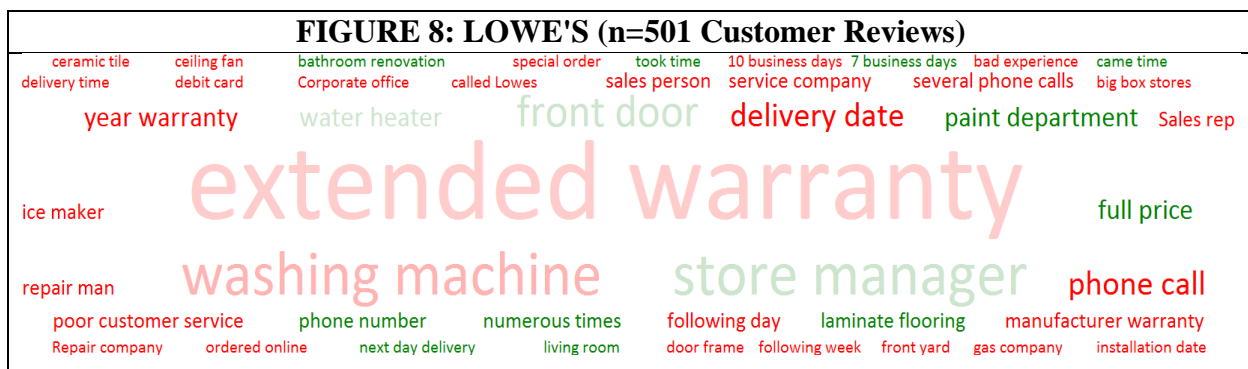 FIGURE 8: LOWE'S (n=501 Customer Reviews)
ceramic tile ceiling fan bathroom renovation special order took time 10 business days 7 business days bad experience came time
delivery time debit card Corporate office called Lowes sales person service company several phone calls big box stores
year warranty water heater front door delivery date paint department Sales rep
extended warranty
ice maker full price
repair man washing machine store manager phone call
poor customer service phone number numerous times following day laminate flooring manufacturer warranty
Repair company ordered online next day delivery living room door frame following week front yard gas company installation date